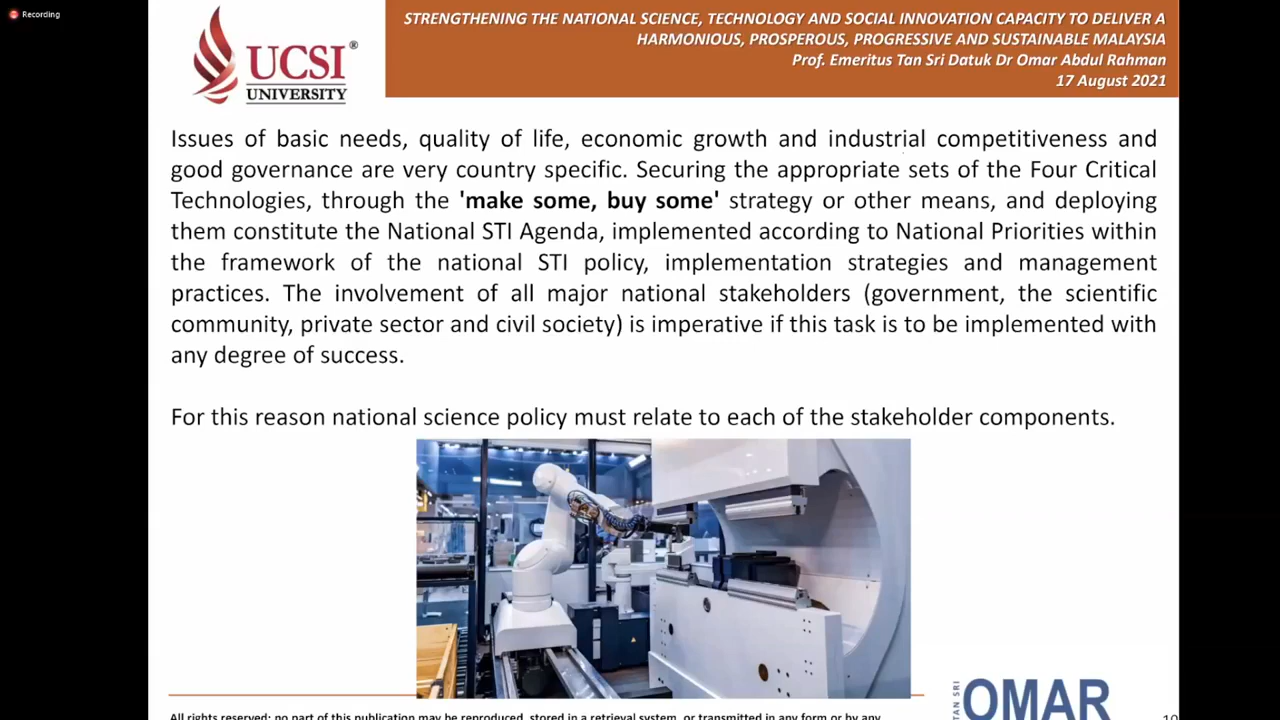 Recording
UCSI
®
UNIVERSITY
STRENGTHENING THE NATIONAL SCIENCE, TECHNOLOGY AND SOCIAL INNOVATION CAPACITY TO DELIVER A
HARMONIOUS, PROSPEROUS, PROGRESSIVE AND SUSTAINABLE MALAYSIA
Prof. Emeritus Tan Sri Datuk Dr Omar Abdul Rahman
17 August 2021
Issues of basic needs, quality of life, economic growth and industrial competitiveness and
good governance are very country specific. Securing the appropriate sets of the Four Critical
Technologies, through the 'make some, buy some' strategy or other means, and deploying
them constitute the National STI Agenda, implemented according to National Priorities within
the framework of the national STI policy, implementation strategies and management
practices. The involvement of all major national stakeholders (government, the scientific
community, private sector and civil society) is imperative if this task is to be implemented with
any degree of success.
For this reason national science policy must relate to each of the stakeholder components.
TAN SRI
OMAR
All rights reserved: no part of this publication may be reproduced, stored in a retrieval system, or transmitted in any form or by any